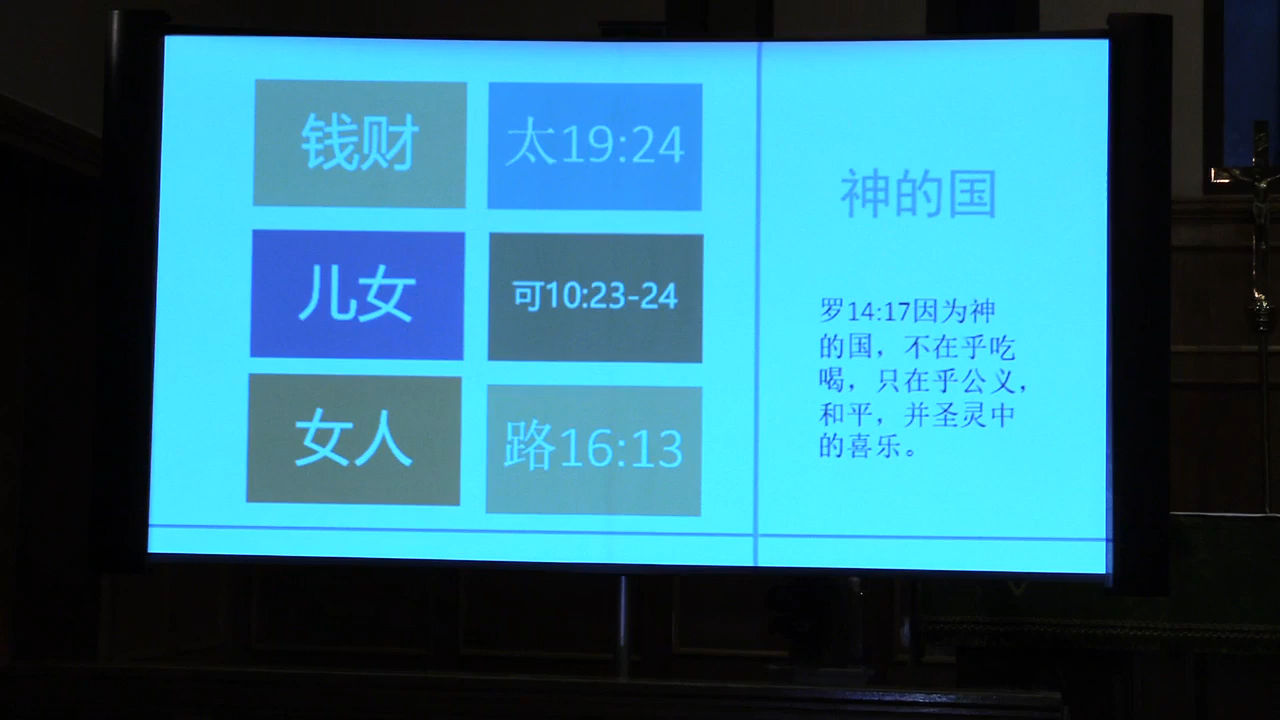 钱财
太19:24
儿女
可10:23-24
女人
路16:13
神的国
罗14:17因为神
的国，不在乎吃
喝，只在乎公义，
和平，并圣灵中
的喜乐。